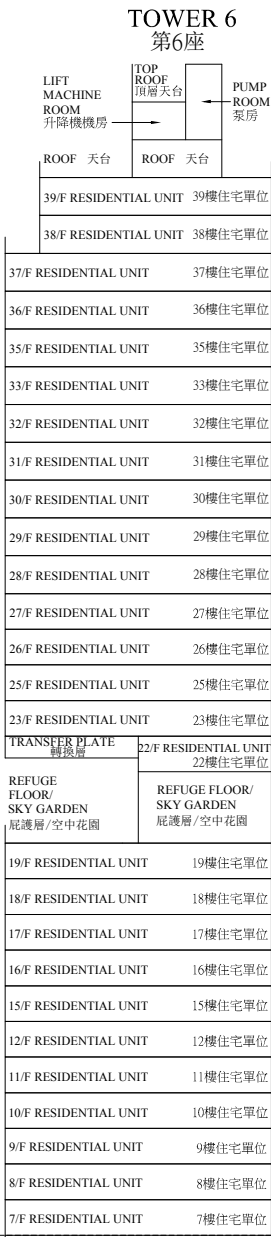 TOWER 6
第6座
LIFT
MACHINE
ROOM
升降機機房
TOP
ROOF
頂層天台
PUMP
ROOM
泵房
ROOF 天台
ROOF 天台
39/F RESIDENTIAL UNIT 39樓住宅單位
38/F RESIDENTIAL UNIT 38樓住宅單位
37/F RESIDENTIAL UNIT 37樓住宅單位
36/F RESIDENTIAL UNIT 36樓住宅單位
35/F RESIDENTIAL UNIT 35樓住宅單位
33/F RESIDENTIAL UNIT 33樓住宅單位
32/F RESIDENTIAL UNIT 32樓住宅單位
31/F RESIDENTIAL UNIT 31樓住宅單位
30/F RESIDENTIAL UNIT 30樓住宅單位
29/F RESIDENTIAL UNIT 29樓住宅單位
28/F RESIDENTIAL UNIT 28樓住宅單位
27/F RESIDENTIAL UNIT 27樓住宅單位
26/F RESIDENTIAL UNIT 26樓住宅單位
25/F RESIDENTIAL UNIT 25樓住宅單位
23/F RESIDENTIAL UNIT 23樓住宅單位
TRANSFER PLATE
轉換層
22/F RESIDENTIAL UNIT
22樓住宅單位
REFUGE
FLOOR/
SKY GARDEN
庇護層/空中花園
REFUGE FLOOR/
SKY GARDEN
庇護層/空中花園
19/F RESIDENTIAL UNIT 19樓住宅單位
18/F RESIDENTIAL UNIT 18樓住宅單位
17/F RESIDENTIAL UNIT 17樓住宅單位
16/F RESIDENTIAL UNIT 16樓住宅單位
15/F RESIDENTIAL UNIT 15樓住宅單位
12/F RESIDENTIAL UNIT 12樓住宅單位
11/F RESIDENTIAL UNIT 11樓住宅單位
10/F RESIDENTIAL UNIT 10樓住宅單位
9/F RESIDENTIAL UNIT 9樓住宅單位
8/F RESIDENTIAL UNIT 8樓住宅單位
7/F RESIDENTIAL UNIT 7樓住宅單位